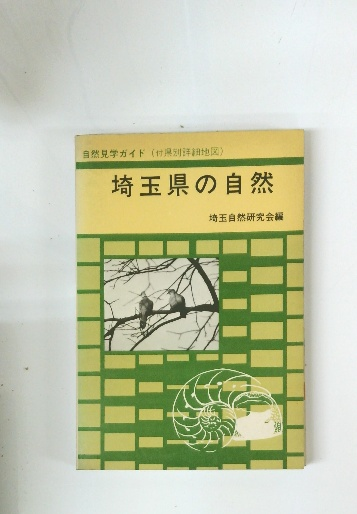 自然見学ガイド（付県別詳細地図）
埼玉県の自然
埼玉自然研究会編